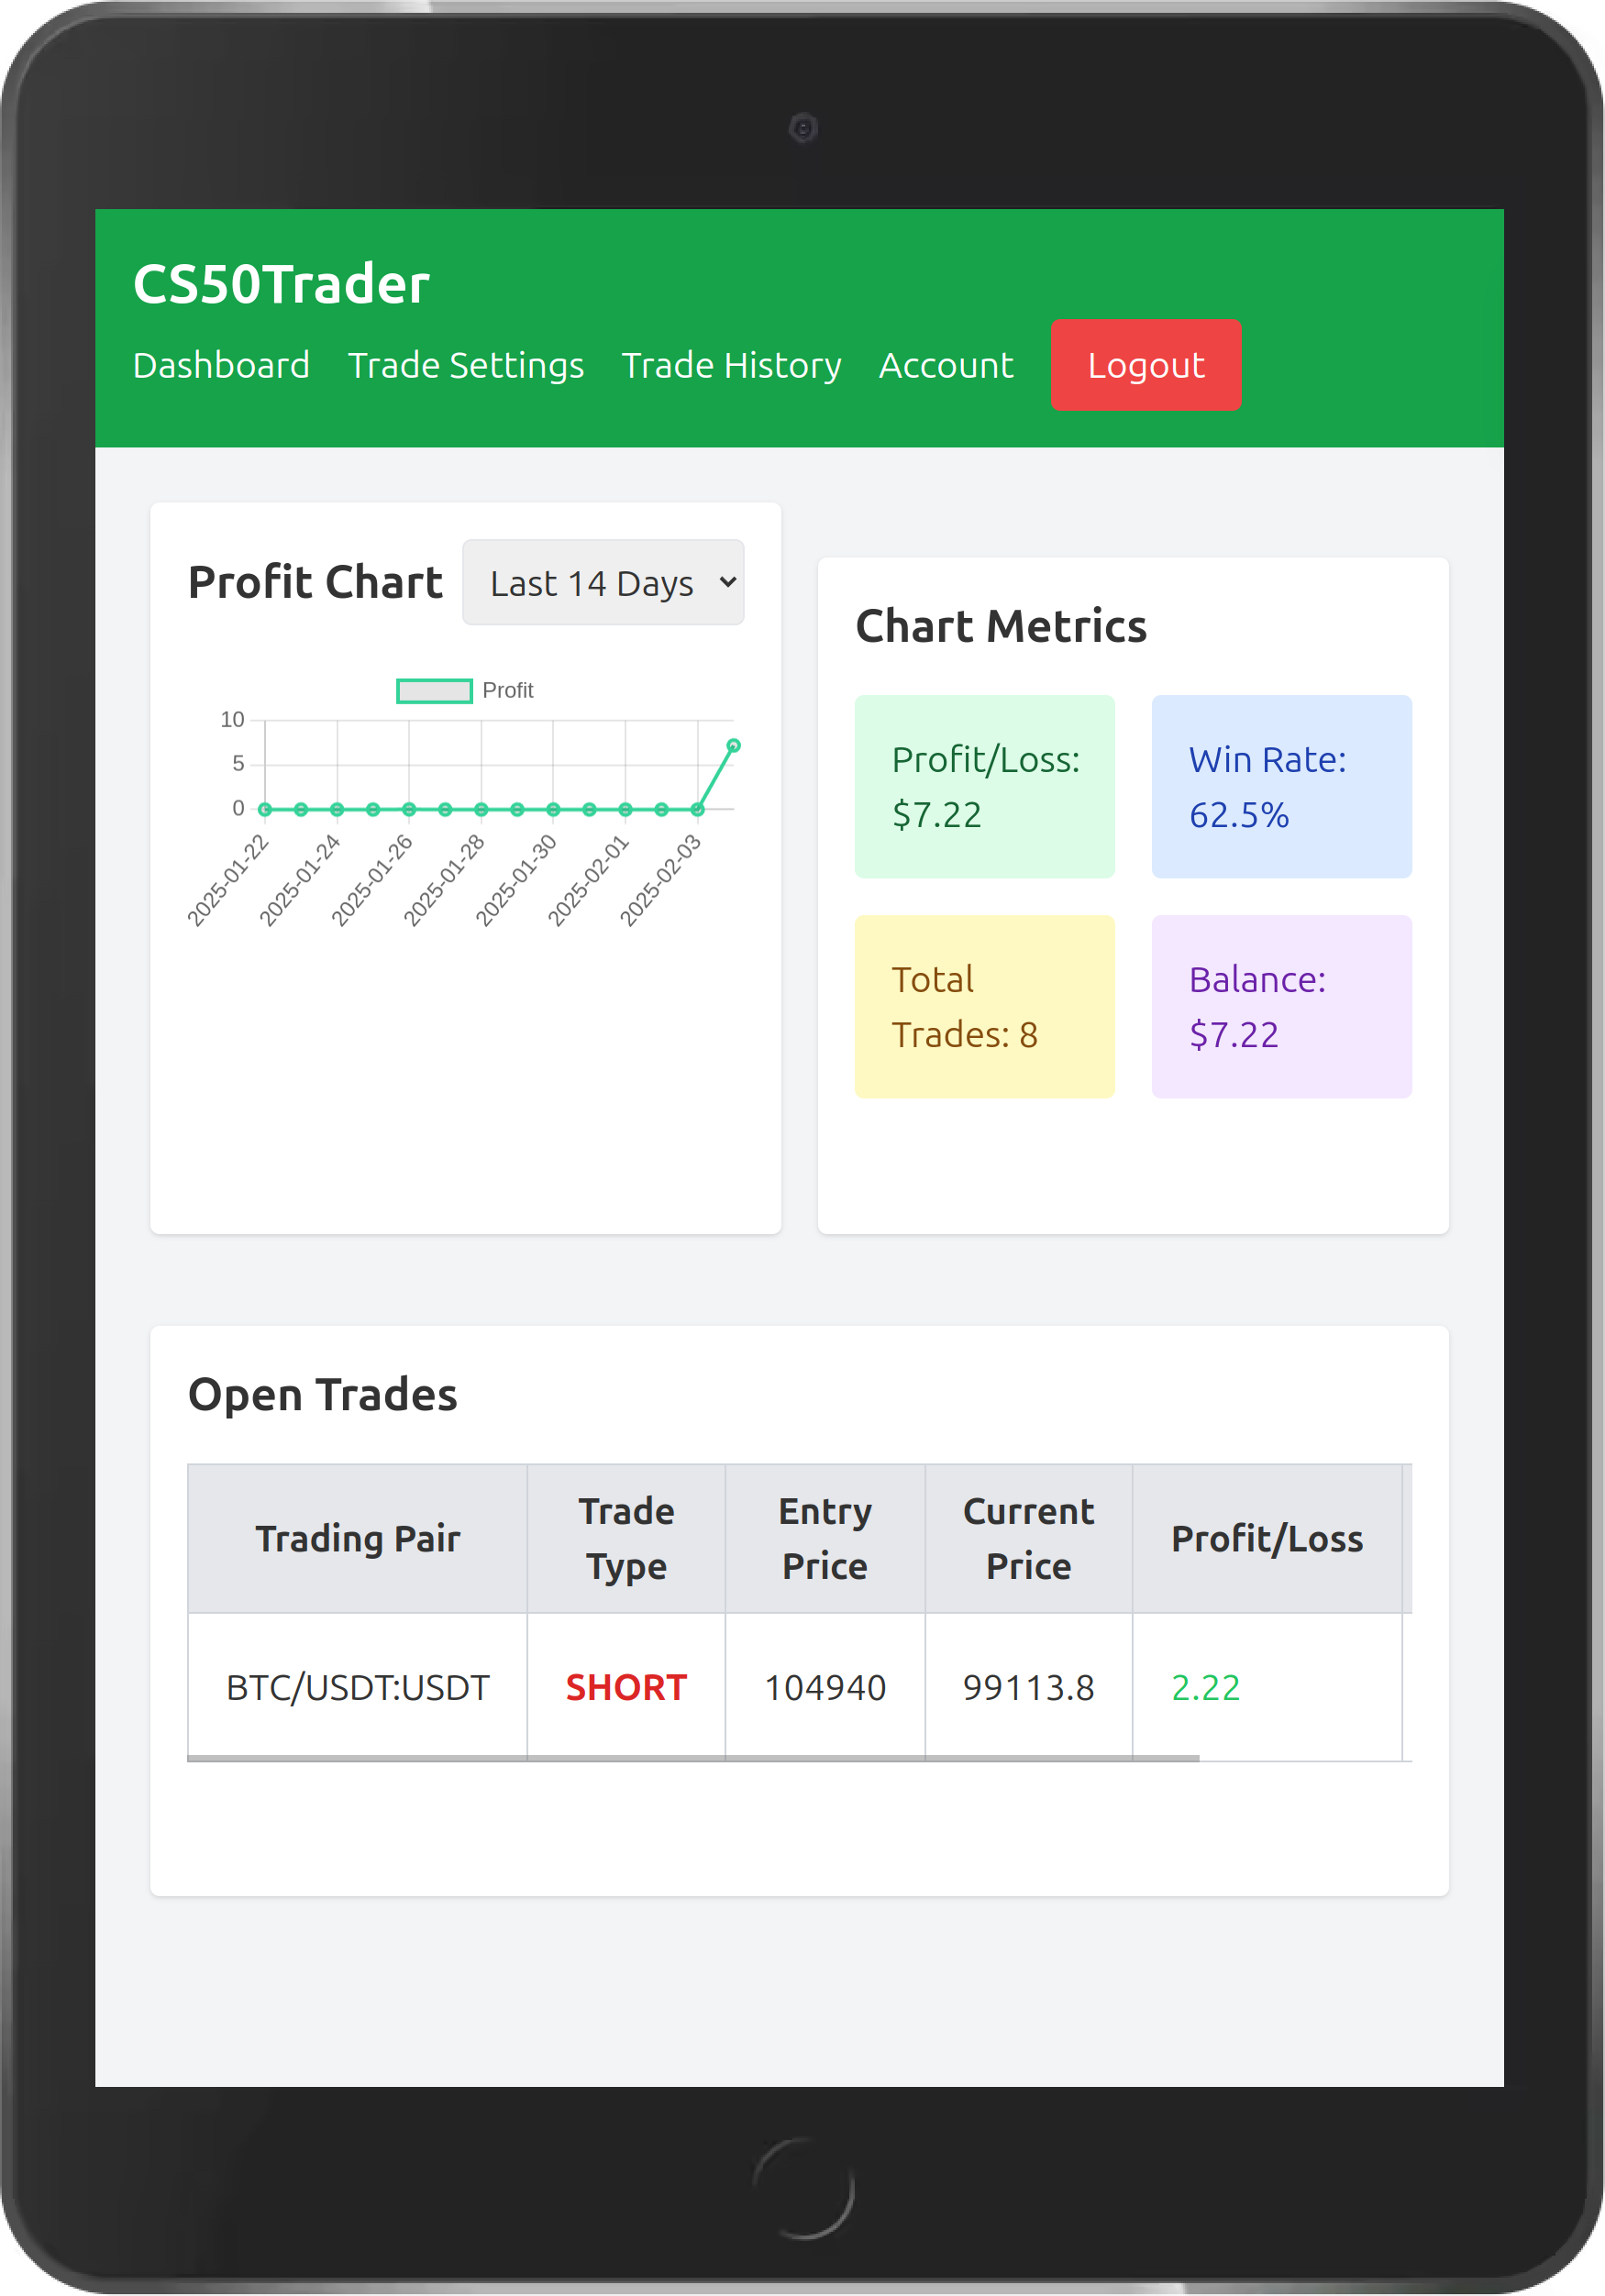 CS50Trader
Dashboard Trade Settings Trade History Account Logout
Profit Chart Last 14 Days
Profit
10
5
0
2025-01-22 2025-01-24 2025-01-26 2025-01-28 2025-01-30 2025-02-01 2025-02-03
Chart Metrics
Profit/Loss:
$7.22
Win Rate:
62.5%
Total
Trades: 8
Balance:
$7.22
Open Trades
Trading Pair Trade Type Entry Price Current Price Profit/Loss
BTC/USDT:USDT SHORT 104940 99113.8 2.22